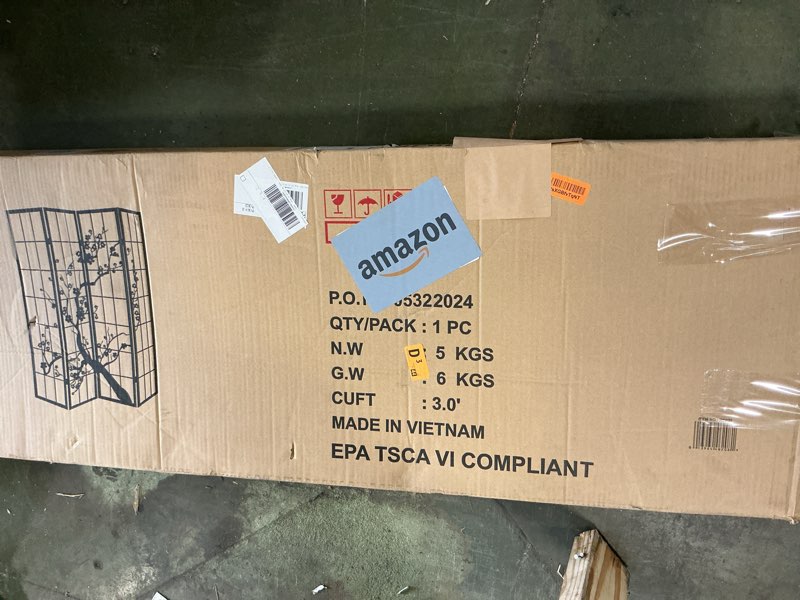 amazon
P.O.
05322024
QTY/PACK : 1 PC
N.W : 5 KGS
G.W : 6 KGS
CUFT : 3.0'
MADE IN VIETNAM
EPA TSCA VI COMPLIANT
D
3